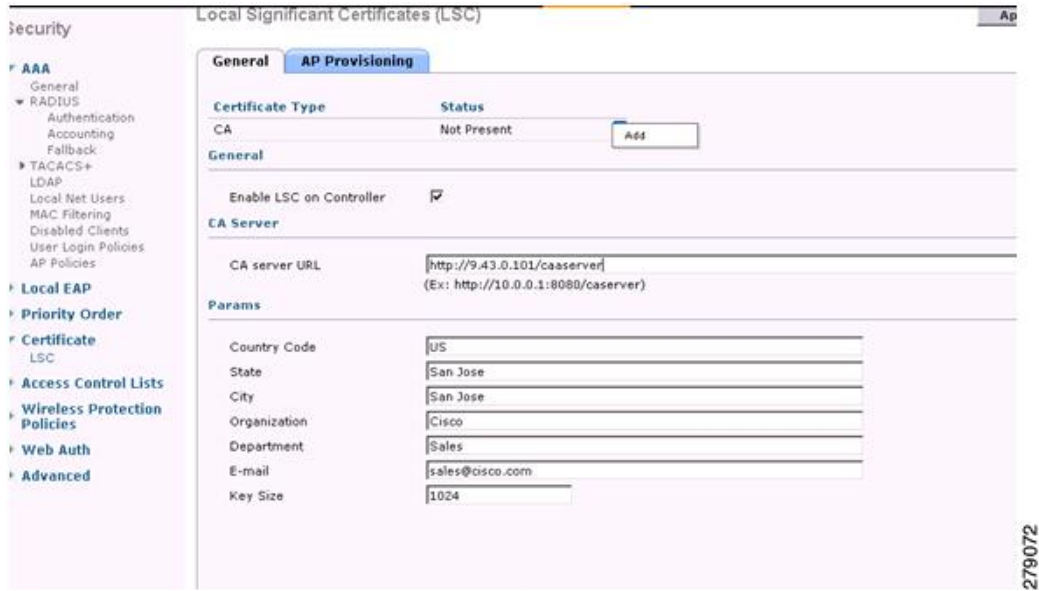 Local Significant Certificates (LSC)
Ap
Security
AAA
General
RADIUS
Authentication
Accounting
Fallback
TACACS+
LDAP
Local Net Users
MAC Filtering
Disabled Clients
User Login Policies
AP Policies
Local EAP
Priority Order
Certificate
LSC
Access Control Lists
Wireless Protection
Policies
Web Auth
Advanced
General
AP Provisioning
Certificate Type Status
CA Not Present Add
General
Enable LSC on Controller
CA Server
CA server URL http://9.43.0.101/caaserver
(Ex: http://10.0.0.1:8080/caserver)
Params
Country Code US
State San Jose
City San Jose
Organization Cisco
Department Sales
E-mail sales@cisco.com
Key Size 1024
279072